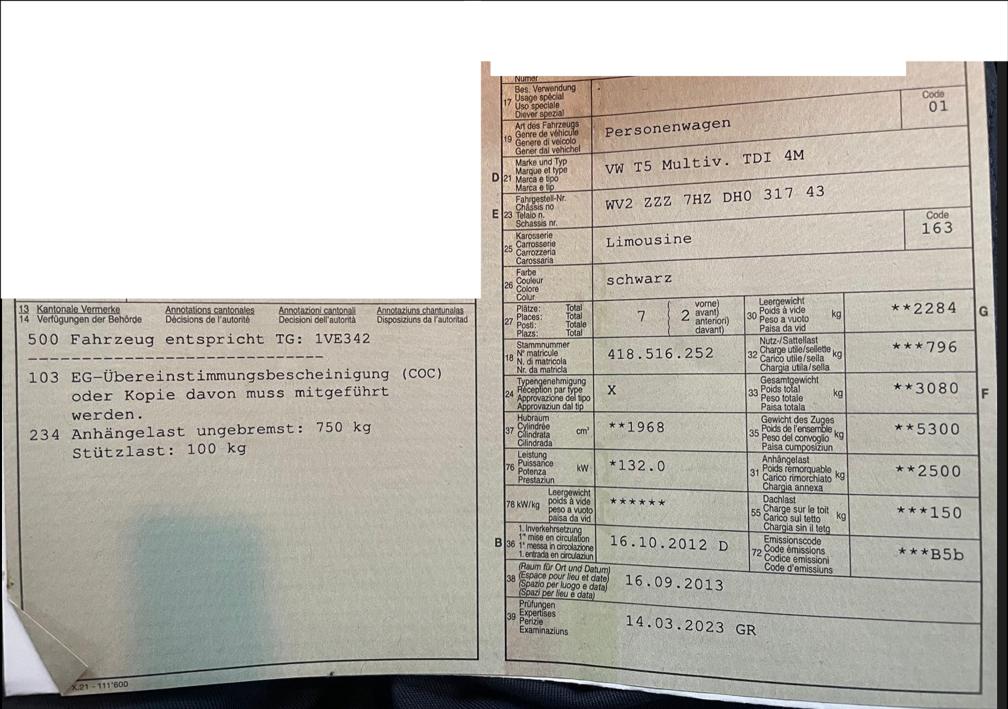 13 Kantonale Vermerke Annotations cantonales Annotazioni cantonali Annotaziuns chantunalas
14 Verfügungen der Behörde Décisions de l'autorité Decisioni dell'autorità Disposiziuns da l'autoritad
500 Fahrzeug entspricht TG: 1VE342
------------------------------
103 EG-Übereinstimmungsbescheinigung (COC)
oder Kopie davon muss mitgeführt
werden.
234 Anhängelast ungebremst: 750 kg
Stützlast: 100 kg
X.21 - 111'600
Numer
17 Bes. Verwendung
Usage spécial
Uso speciale
Diever spezial
Code
01
19 Art des Fahrzeugs
Genre de véhicule
Genere di veicolo
Gener dal vehichel
Personenwagen
D 21 Marke und Typ
Marque et type
Marca e tipo
Marca e tip
VW T5 Multiv. TDI 4M
E 23 Fahrgestell-Nr.
Châssis no
Telaio n.
Schassis nr.
WV2 ZZZ 7HZ DH0 317 43
25 Karosserie
Carrosserie
Carrozzeria
Carossaria
Limousine
Code
163
26 Farbe
Couleur
Colore
Colur
schwarz
27 Plätze: Total
Places: Total
Posti: Totale
Plazs: Total
7 2 vorne)
avant)
anteriori)
davant)
30 Leergewicht
Poids à vide
Peso a vuoto
Paisa da vid
kg **2284 G
18 Stammnummer
N° matricule
N. di matricola
Nr. da matricla
418.516.252
32 Nutz-/Sattellast
Charge utile/sellette
Carico utile/sella
Chargia utila/sella
kg ***796
24 Typengenehmigung
Réception par type
Approvazione del tipo
Approvaziun dal tip
X
33 Gesamtgewicht
Poids total
Peso totale
Paisa totala
kg **3080 F
37 Hubraum
Cylindrée
Cilindrata
Cilindrada
cm³ **1968
35 Gewicht des Zuges
Poids de l'ensemble
Peso del convoglio
Paisa cumposiziun
kg **5300
76 Leistung
Puissance
Potenza
Prestaziun
kW *132.0
31 Anhängelast
Poids remorquable
Carico rimorchiato
Chargia annexa
kg **2500
78 kW/kg Leergewicht
poids à vide
peso a vuoto
paisa da vid
******
55 Dachlast
Charge sur le toit
Carico sul tetto
Chargia sin il tetg
kg ***150
B 36 1. Inverkehrsetzung
1re mise en circulation
1a messa in circolazione
1. entrada en circulaziun
16.10.2012 D
72 Emissionscode
Code émissions
Codice emissioni
Code d'emissiuns
***B5b
38 (Raum für Ort und Datum)
(Espace pour lieu et date)
(Spazio per luogo e data)
(Spazi per lieu e data)
16.09.2013
39 Prüfungen
Expertises
Perizie
Examinaziuns
14.03.2023 GR